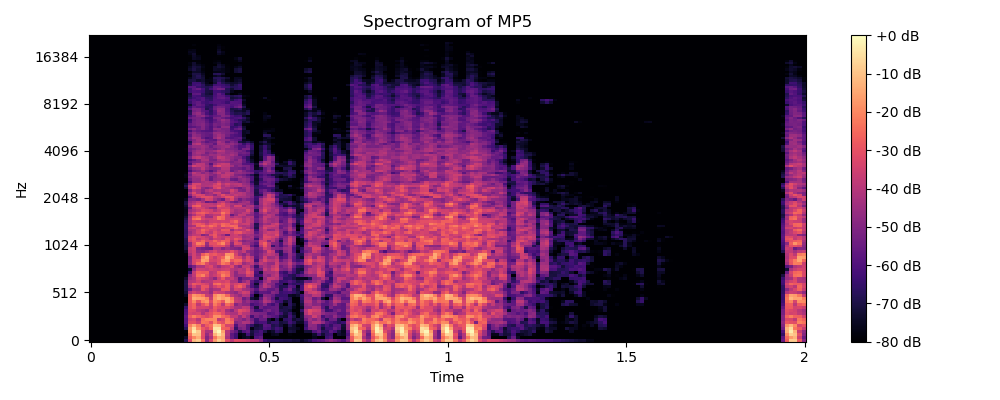 Spectrogram of MP5
Hz
16384
8192
4096
2048
1024
512
0
0
0.5
1
1.5
2
Time
+0 dB
-10 dB
-20 dB
-30 dB
-40 dB
-50 dB
-60 dB
-70 dB
-80 dB